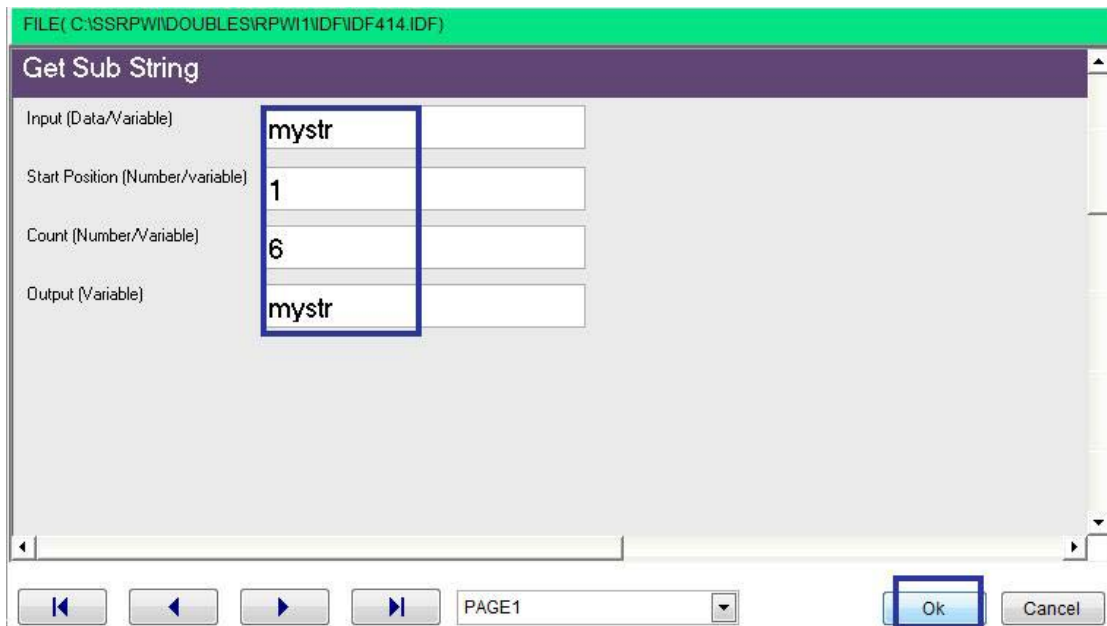 FILE( C:\SSRPWI\DOUBLES\RPWI1\IDF\IDF414.IDF)
Get Sub String
Input (Data/Variable) mystr
Start Position (Number/variable) 1
Count (Number/Variable) 6
Output (Variable) mystr
PAGE1 Ok Cancel